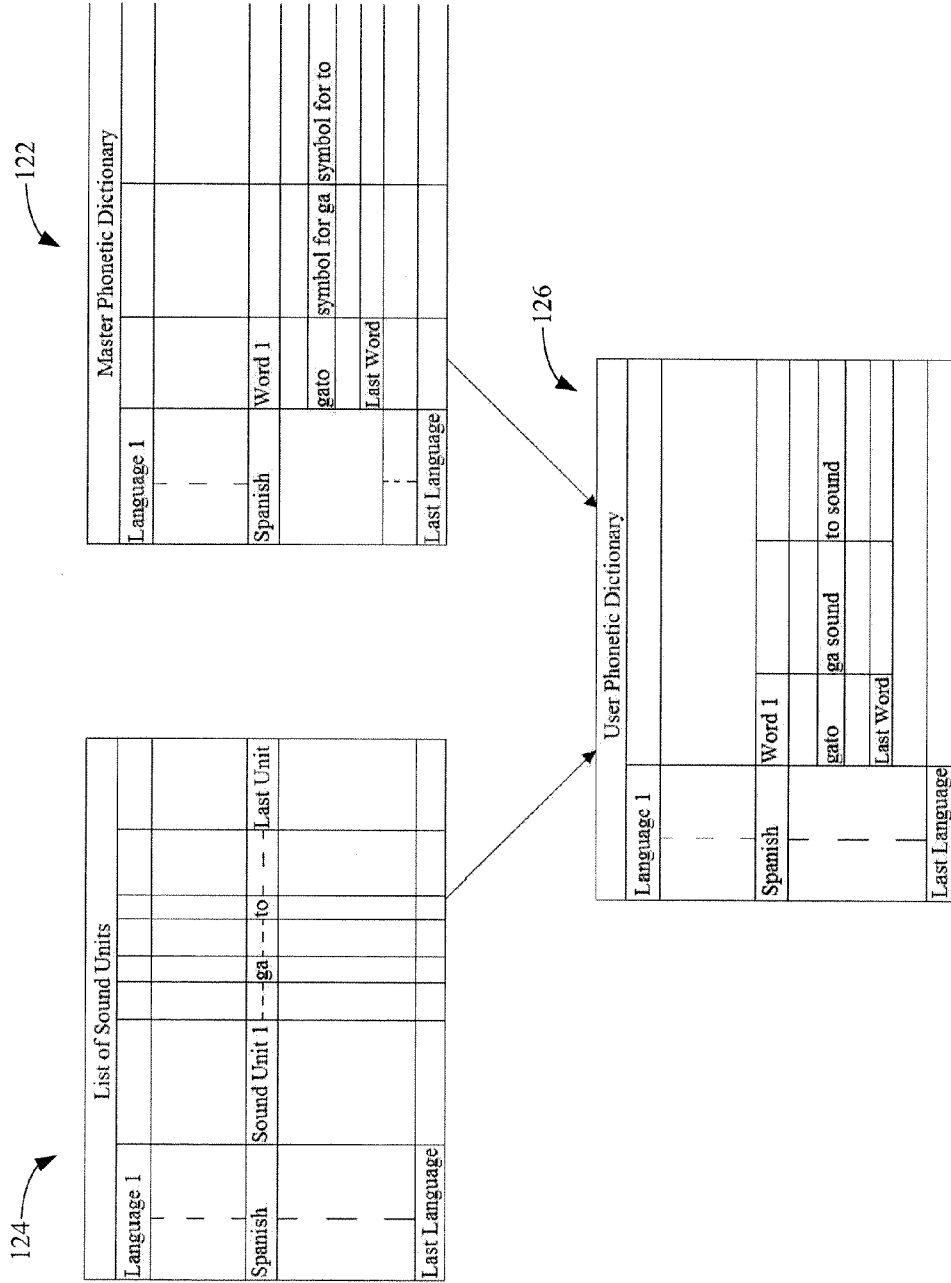 124
List of Sound Units
Language 1
Spanish Sound Unit 1 ga to Last Unit
Last Language
122
Master Phonetic Dictionary
Language 1
Spanish Word 1
gato symbol for ga symbol for to
Last Word
Last Language
126
User Phonetic Dictionary
Language 1
Spanish Word 1
gato ga sound to sound
Last Word
Last Language